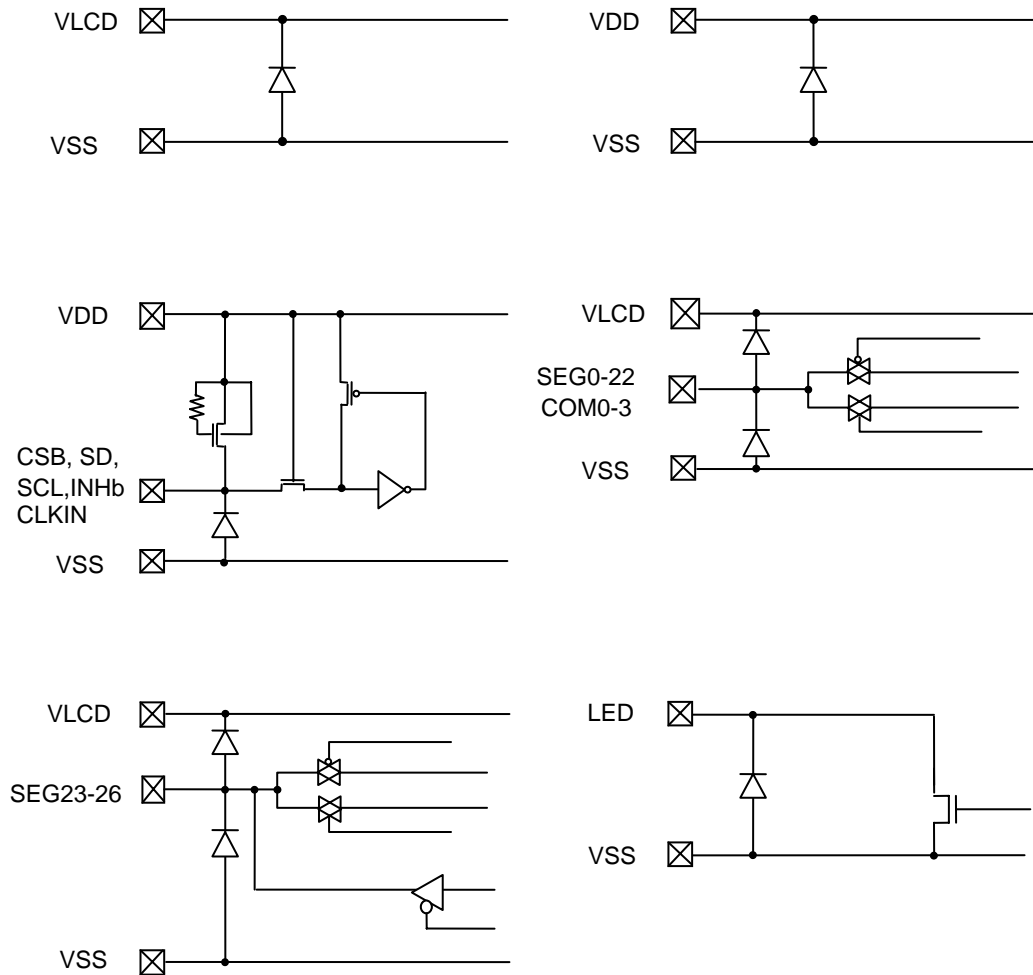 VLCD
VSS
VDD
VSS
VDD
CSB, SD,
SCL,INHb
CLKIN
VSS
VLCD
SEG0-22
COM0-3
VSS
VLCD
SEG23-26
VSS
LED
VSS